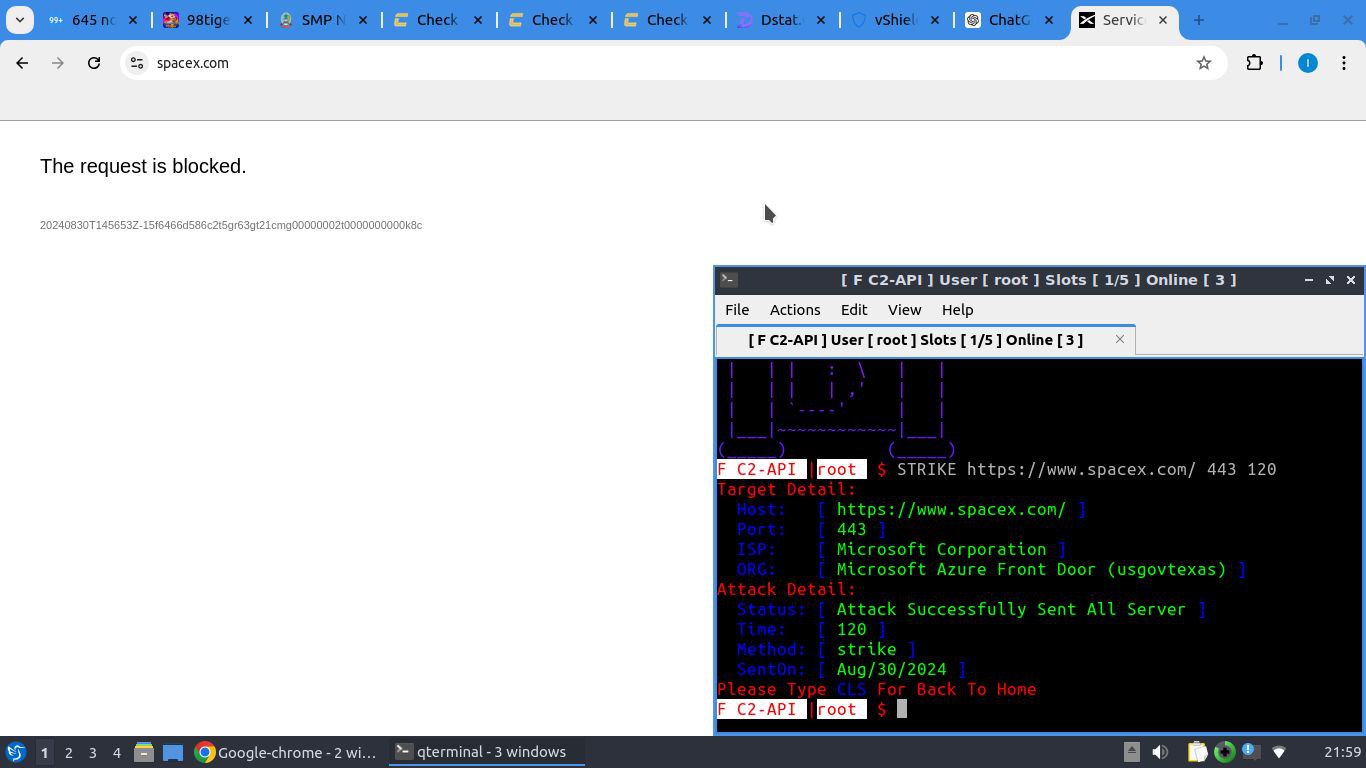 645 no
98tige
SMP N
Check
Check
Check
Dstat.
vShiel
ChatG
Servic
spacex.com
I
The request is blocked.
20240830T145653Z-15f6466d586c2t5gr63gt21cmg00000002t0000000000k8c
[ F C2-API ] User [ root ] Slots [ 1/5 ] Online [ 3 ]
File Actions Edit View Help
[ F C2-API ] User [ root ] Slots [ 1/5 ] Online [ 3 ]
F C2-API |root $ STRIKE https://www.spacex.com/ 443 120
Target Detail:
Host: [ https://www.spacex.com/ ]
Port: [ 443 ]
ISP: [ Microsoft Corporation ]
ORG: [ Microsoft Azure Front Door (usgovtexas) ]
Attack Detail:
Status: [ Attack Successfully Sent All Server ]
Time: [ 120 ]
Method: [ strike ]
SentOn: [ Aug/30/2024 ]
Please Type CLS For Back To Home
F C2-API |root $
1 2 3 4 Google-chrome - 2 wi... qterminal - 3 windows 21:59